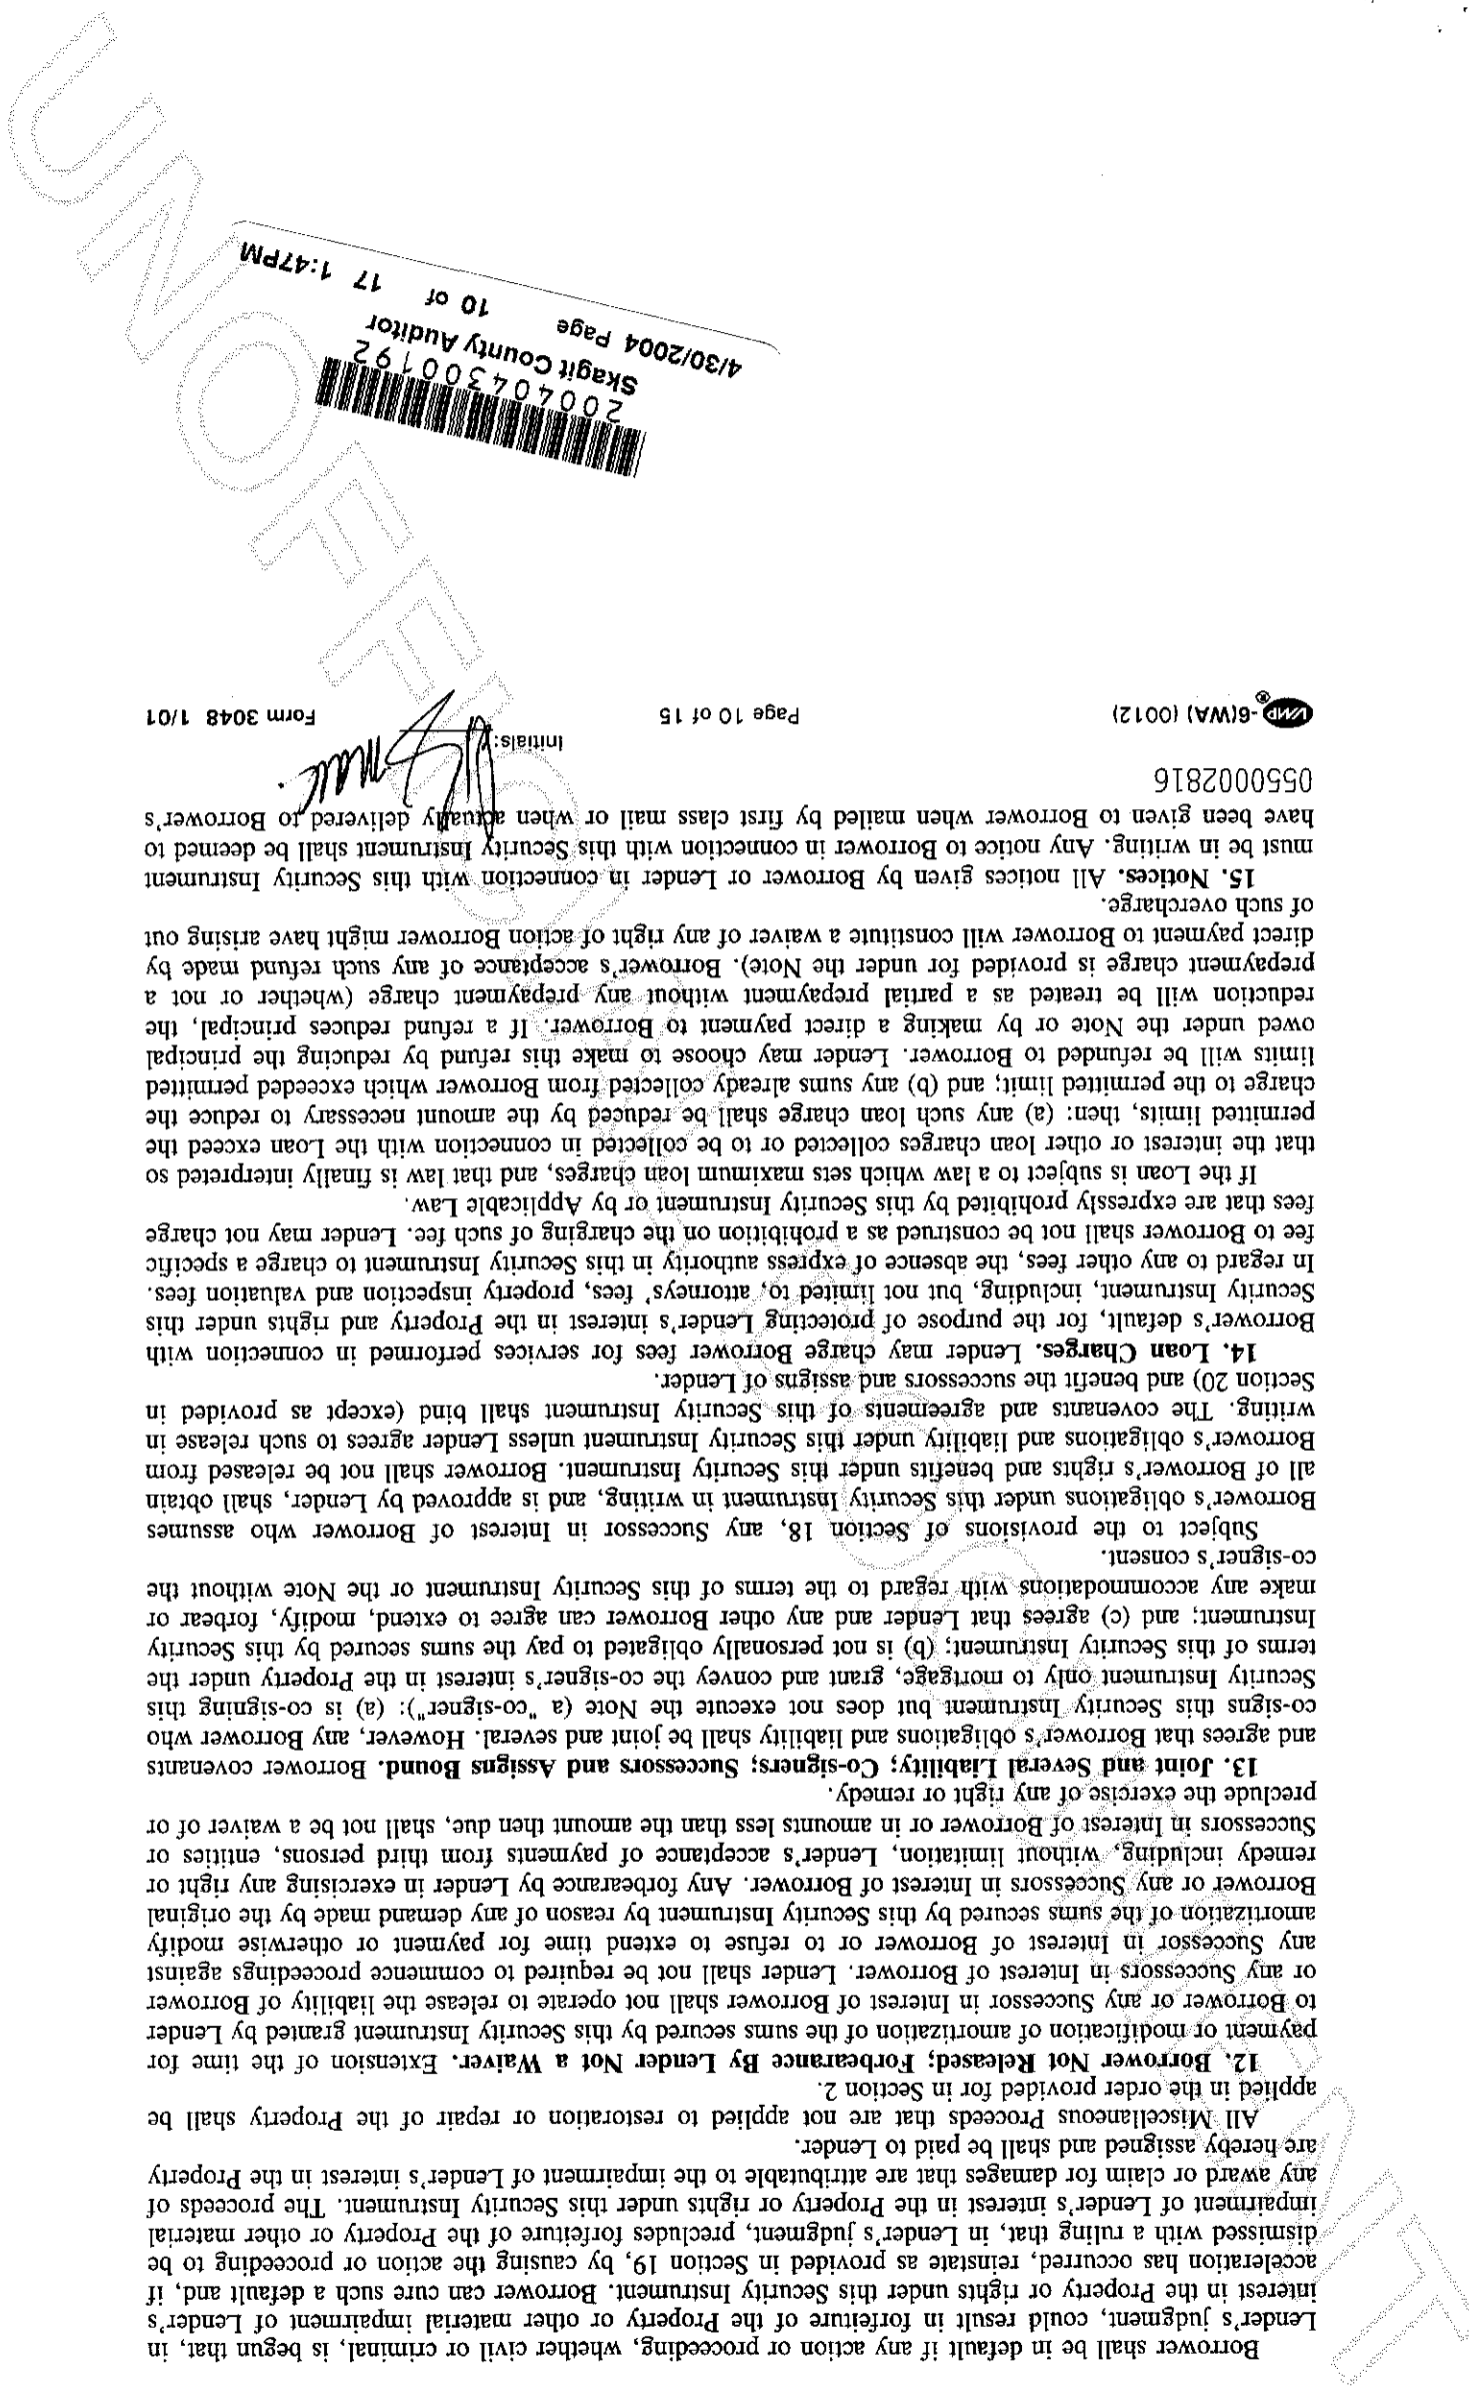 Borrower shall be in default if any action or proceeding, whether civil or criminal, is begun that, in
Lender's judgment, could result in forfeiture of the Property or other material impairment of Lender's
interest in the Property or rights under this Security Instrument. Borrower can cure such a default and, if
acceleration has occurred, reinstate as provided in Section 19, by causing the action or proceeding to be
dismissed with a ruling that, in Lender's judgment, precludes forfeiture of the Property or other material
impairment of Lender's interest in the Property or rights under this Security Instrument. The proceeds of
any award or claim for damages that are attributable to the impairment of Lender's interest in the Property
are hereby assigned and shall be paid to Lender.
All Miscellaneous Proceeds that are not applied to restoration or repair of the Property shall be
applied in the order provided for in Section 2.
12. Borrower Not Released; Forbearance By Lender Not a Waiver. Extension of the time for
payment or modification of amortization of the sums secured by this Security Instrument granted by Lender
to Borrower or any Successor in Interest of Borrower shall not operate to release the liability of Borrower
or any Successors in Interest of Borrower. Lender shall not be required to commence proceedings against
any Successor in Interest of Borrower or to refuse to extend time for payment or otherwise modify
amortization of the sums secured by this Security Instrument by reason of any demand made by the original
Borrower or any Successors in Interest of Borrower. Any forbearance by Lender in exercising any right or
remedy including, without limitation, Lender's acceptance of payments from third persons, entities or
Successors in Interest of Borrower or in amounts less than the amount then due, shall not be a waiver of or
preclude the exercise of any right or remedy.
13. Joint and Several Liability; Co-signers; Successors and Assigns Bound. Borrower covenants
and agrees that Borrower's obligations and liability shall be joint and several. However, any Borrower who
co-signs this Security Instrument but does not execute the Note (a "co-signer"): (a) is co-signing this
Security Instrument only to mortgage, grant and convey the co-signer's interest in the Property under the
terms of this Security Instrument; (b) is not personally obligated to pay the sums secured by this Security
Instrument; and (c) agrees that Lender and any other Borrower can agree to extend, modify, forbear or
make any accommodations with regard to the terms of this Security Instrument or the Note without the
co-signer's consent.
Subject to the provisions of Section 18, any Successor in Interest of Borrower who assumes
Borrower's obligations under this Security Instrument in writing, and is approved by Lender, shall obtain
all of Borrower's rights and benefits under this Security Instrument. Borrower shall not be released from
Borrower's obligations and liability under this Security Instrument unless Lender agrees to such release in
writing. The covenants and agreements of this Security Instrument shall bind (except as provided in
Section 20) and benefit the successors and assigns of Lender.
14. Loan Charges. Lender may charge Borrower fees for services performed in connection with
Borrower's default, for the purpose of protecting Lender's interest in the Property and rights under this
Security Instrument, including, but not limited to, attorneys' fees, property inspection and valuation fees.
In regard to any other fees, the absence of express authority in this Security Instrument to charge a specific
fee to Borrower shall not be construed as a prohibition on the charging of such fee. Lender may not charge
fees that are expressly prohibited by this Security Instrument or by Applicable Law.
If the Loan is subject to a law which sets maximum loan charges, and that law is finally interpreted so
that the interest or other loan charges collected or to be collected in connection with the Loan exceed the
permitted limits, then: (a) any such loan charge shall be reduced by the amount necessary to reduce the
charge to the permitted limit; and (b) any sums already collected from Borrower which exceeded permitted
limits will be refunded to Borrower. Lender may choose to make this refund by reducing the principal
owed under the Note or by making a direct payment to Borrower. If a refund reduces principal, the
reduction will be treated as a partial prepayment without any prepayment charge (whether or not a
prepayment charge is provided for under the Note). Borrower's acceptance of any such refund made by
direct payment to Borrower will constitute a waiver of any right of action Borrower might have arising out
of such overcharge.
15. Notices. All notices given by Borrower or Lender in connection with this Security Instrument
must be in writing. Any notice to Borrower in connection with this Security Instrument shall be deemed to
have been given to Borrower when mailed by first class mail or when actually delivered to Borrower's
0550002816
Initials:
VMP®-6(WA) (0012) Page 10 of 15 Form 3048 1/01
200404300192
Skagit County Auditor
4/30/2004 Page 10 of 17 1:47PM
UNOFFICIAL DOCUMENT